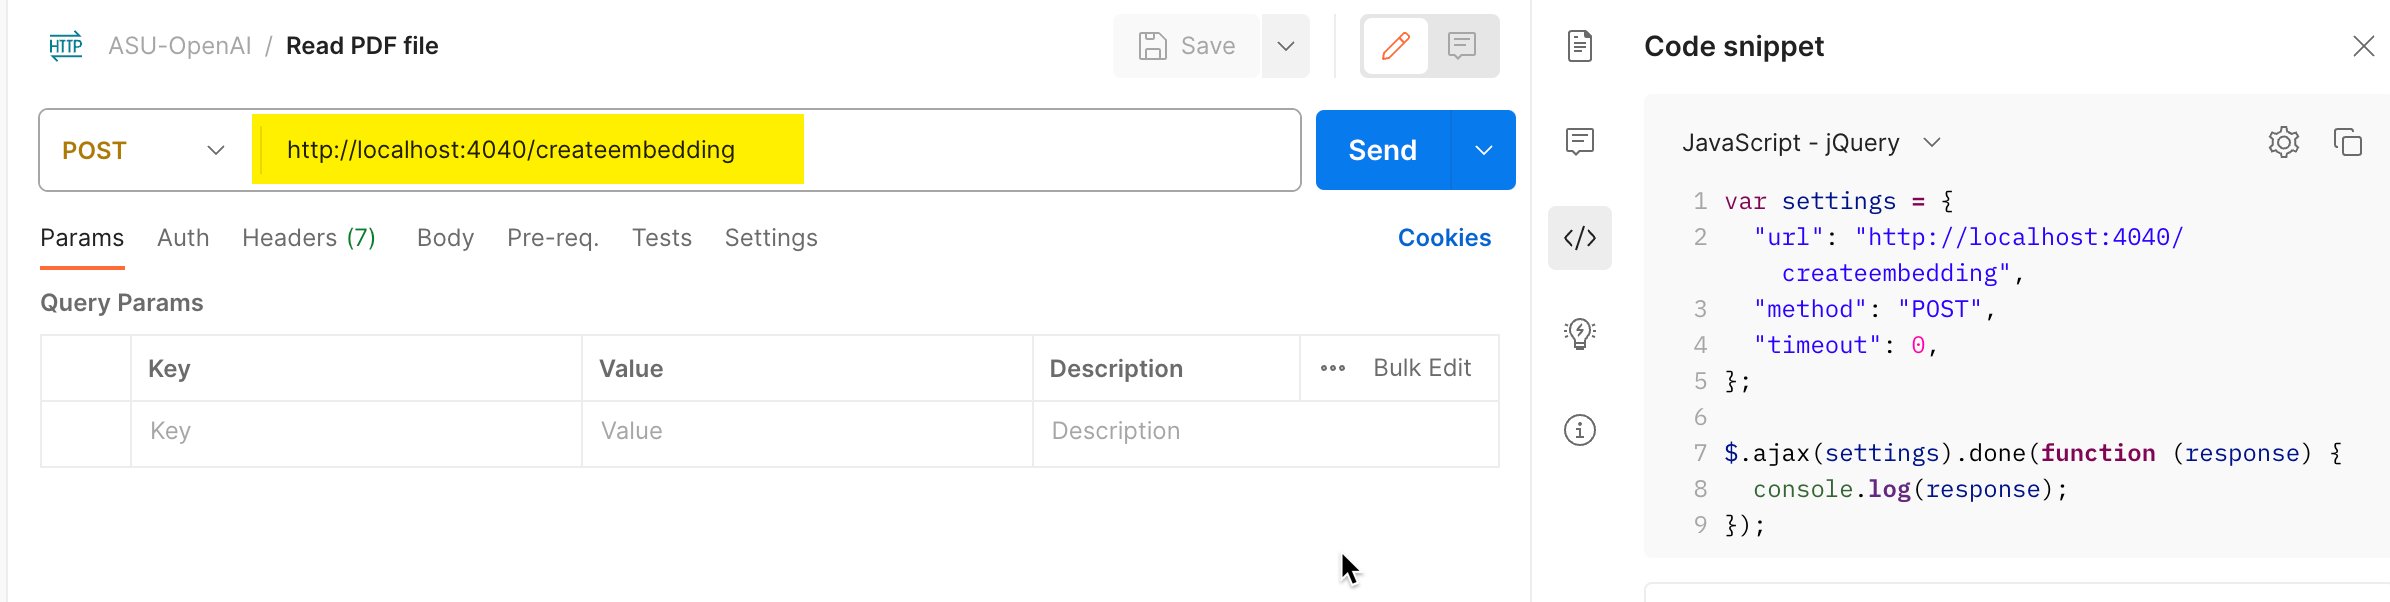 HTTP ASU-OpenAI / Read PDF file
Save
POST
http://localhost:4040/createembedding
Send
Params Auth Headers (7) Body Pre-req. Tests Settings
Cookies
Query Params
Key Value Description ••• Bulk Edit
Key Value Description
</>
Code snippet
JavaScript - jQuery
1 var settings = {
2 "url": "http://localhost:4040/
createembedding",
3 "method": "POST",
4 "timeout": 0,
5 };
6
7 $.ajax(settings).done(function (response) {
8 console.log(response);
9 });